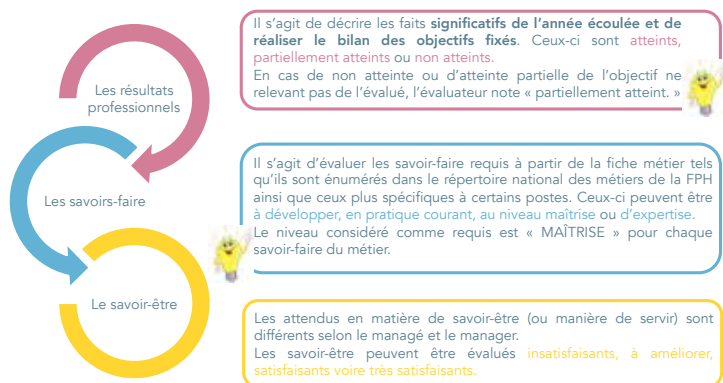 Les résultats
professionnels
Il s’agit de décrire les faits significatifs de l’année écoulée et de
réaliser le bilan des objectifs fixés. Ceux-ci sont atteints,
partiellement atteints ou non atteints.
En cas de non atteinte ou d’atteinte partielle de l’objectif ne
relevant pas de l’évalué, l’évaluateur note « partiellement atteint. »
Les savoirs-faire
Il s’agit d’évaluer les savoir-faire requis à partir de la fiche métier tels
qu’ils sont énumérés dans le répertoire national des métiers de la FPH
ainsi que ceux plus spécifiques à certains postes. Ceux-ci peuvent être
à développer, en pratique courant, au niveau maîtrise ou d’expertise.
Le niveau considéré comme requis est « MAÎTRISE » pour chaque
savoir-faire du métier.
Le savoir-être
Les attendus en matière de savoir-être (ou manière de servir) sont
différents selon le managé et le manager.
Les savoir-être peuvent être évalués insatisfaisants, à améliorer,
satisfaisants voire très satisfaisants.